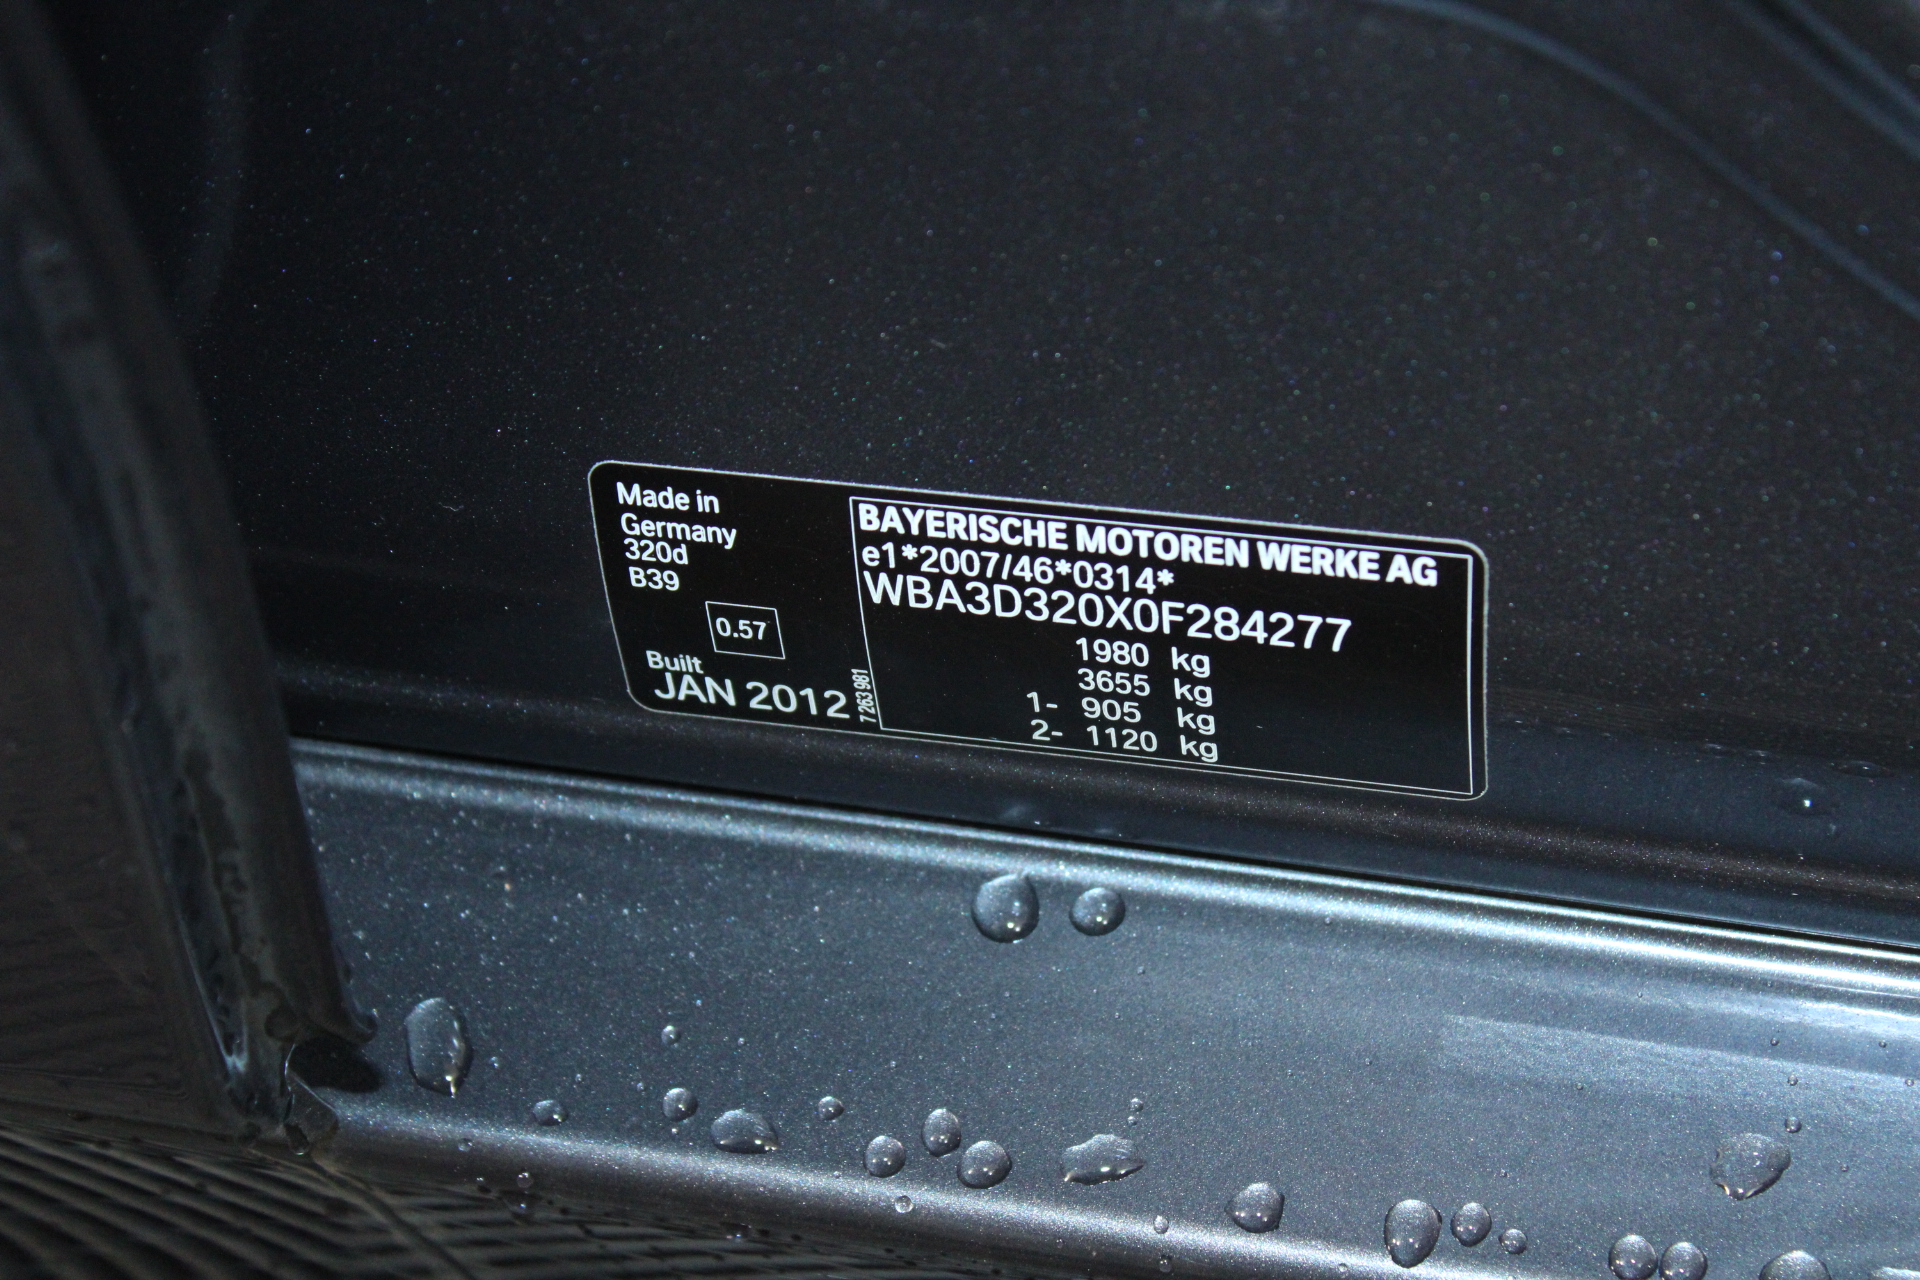 Made in
Germany
320d
B39
0.57
Built
JAN 2012
7 263 981
BAYERISCHE MOTOREN WERKE AG
e1*2007/46*0314*
WBA3D320X0F284277
1980 kg
3655 kg
1- 905 kg
2- 1120 kg